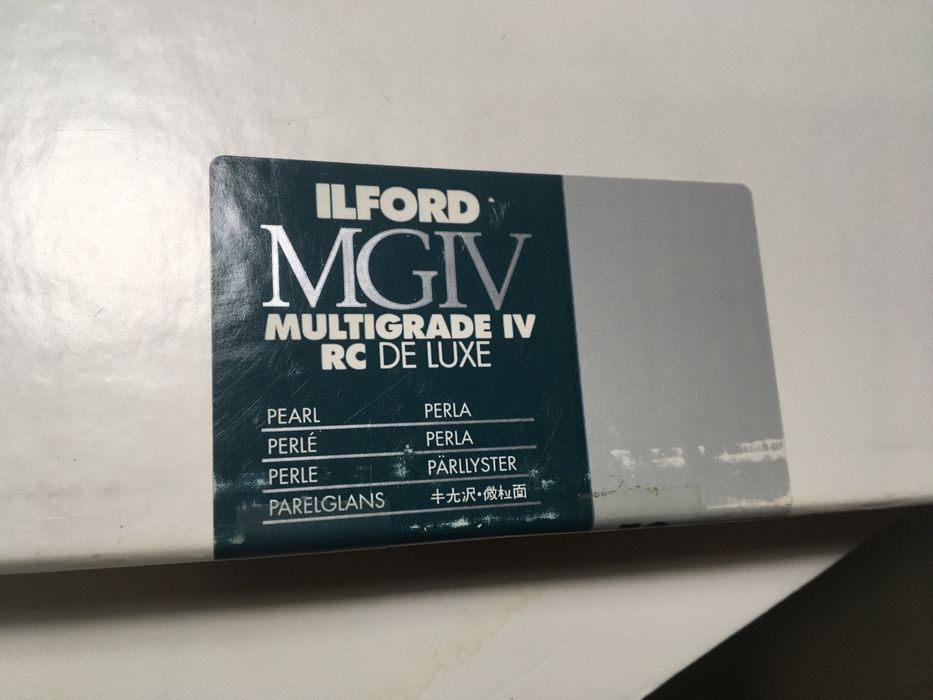 ILFORD
MGIV
MULTIGRADE IV
RC DE LUXE
PEARL PERLA
PERLÉ PERLA
PERLE PÄRLLYSTER
PARELGLANS 半光沢・微粒面